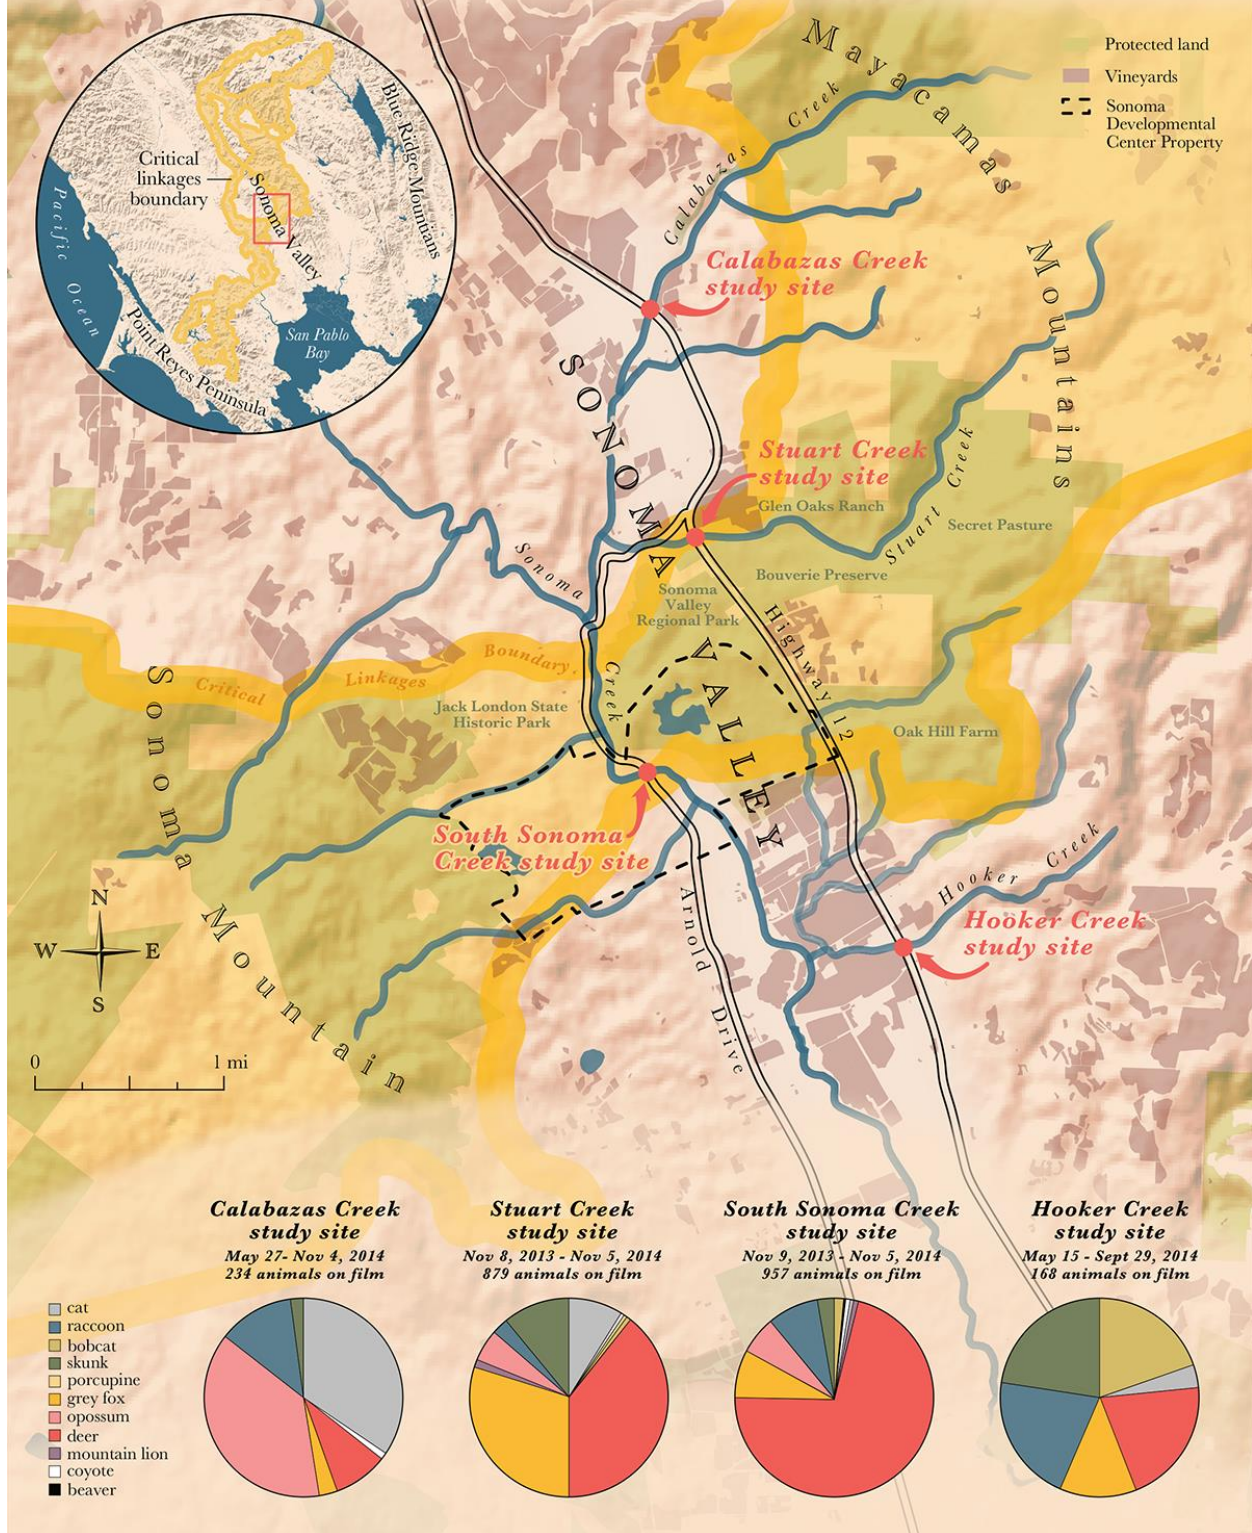 Critical
linkages
boundary
Pacific Ocean
Sonoma Valley
Blue Ridge Mountians
San Pablo
Bay
Point Reyes Peninsula
Protected land
Vineyards
Sonoma
Developmental
Center Property
Mayacamas
Mountains
Calabazas Creek
Calabazas Creek
study site
SONOMA
VALLEY
Stuart Creek
study site
Glen Oaks Ranch
Stuart Creek
Secret Pasture
Bouverie Preserve
Sonoma
Valley
Regional Park
Sonoma Creek
Highway 12
Critical Linkages Boundary
Jack London State
Historic Park
Oak Hill Farm
Sonoma
Mountain
South Sonoma
Creek study site
Arnold Drive
Hooker Creek
Hooker Creek
study site
N
W E
S
0 1 mi
Calabazas Creek
study site
May 27- Nov 4, 2014
234 animals on film
Stuart Creek
study site
Nov 8, 2013 - Nov 5, 2014
879 animals on film
South Sonoma Creek
study site
Nov 9, 2013 - Nov 5, 2014
957 animals on film
Hooker Creek
study site
May 15 - Sept 29, 2014
168 animals on film
cat
raccoon
bobcat
skunk
porcupine
grey fox
opossum
deer
mountain lion
coyote
beaver